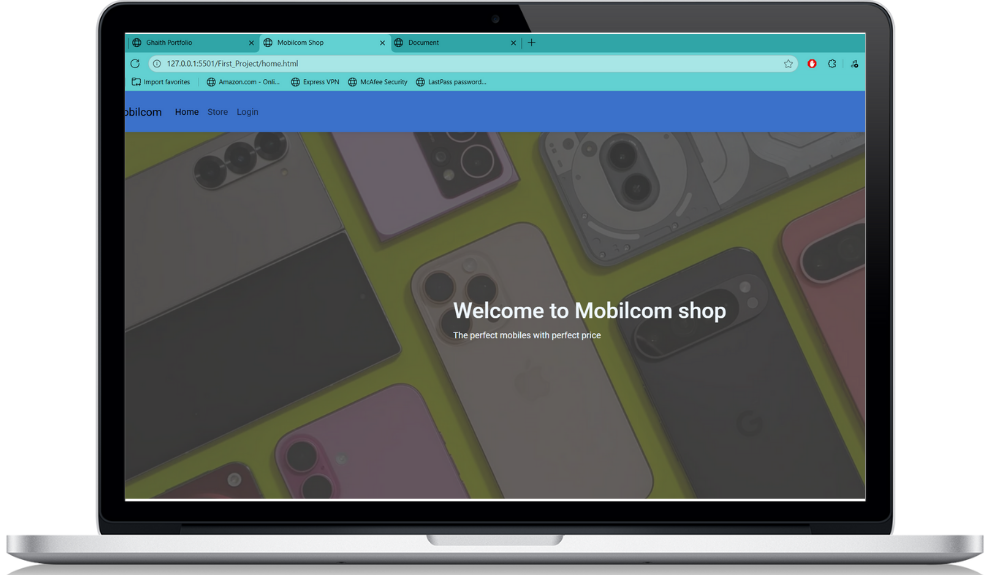 Ghaith Portfolio
Mobilcom Shop
Document
127.0.0.1:5501/First_Project/home.html
Import favorites
Amazon.com – Onli...
Express VPN
McAfee Security
LastPass password...
obilcom Home Store Login
Welcome to Mobilcom shop
The perfect mobiles with perfect price